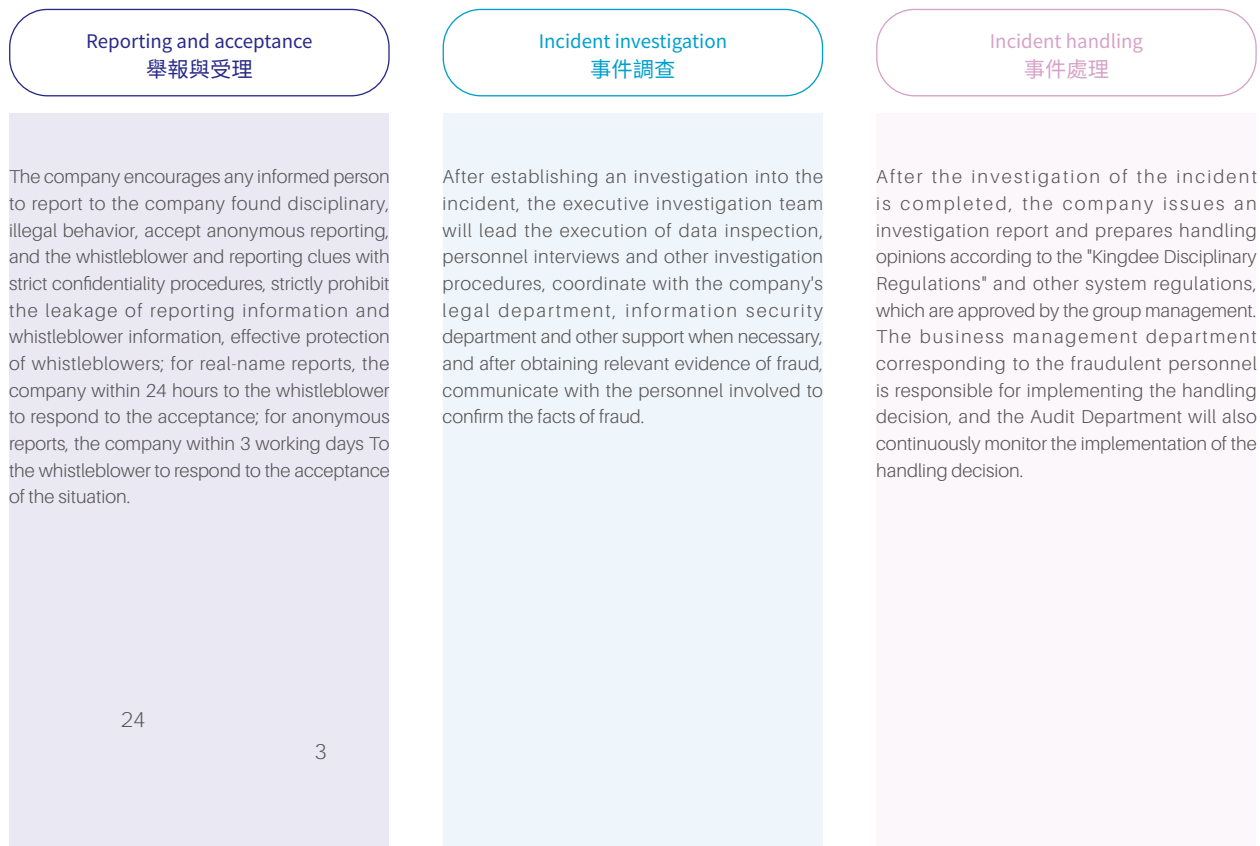 Reporting and acceptance
舉報與受理
The company encourages any informed person
to report to the company found disciplinary,
illegal behavior, accept anonymous reporting,
and the whistleblower and reporting clues with
strict confidentiality procedures, strictly prohibit
the leakage of reporting information and
whistleblower information, effective protection
of whistleblowers; for real-name reports, the
company within 24 hours to the whistleblower
to respond to the acceptance; for anonymous
reports, the company within 3 working days To
the whistleblower to respond to the acceptance
of the situation.
24
3
Incident investigation
事件調查
After establishing an investigation into the
incident, the executive investigation team
will lead the execution of data inspection,
personnel interviews and other investigation
procedures, coordinate with the company's
legal department, information security
department and other support when necessary,
and after obtaining relevant evidence of fraud,
communicate with the personnel involved to
confirm the facts of fraud.
Incident handling
事件處理
After the investigation of the incident
is completed, the company issues an
investigation report and prepares handling
opinions according to the "Kingdee Disciplinary
Regulations" and other system regulations,
which are approved by the group management.
The business management department
corresponding to the fraudulent personnel
is responsible for implementing the handling
decision, and the Audit Department will also
continuously monitor the implementation of the
handling decision.